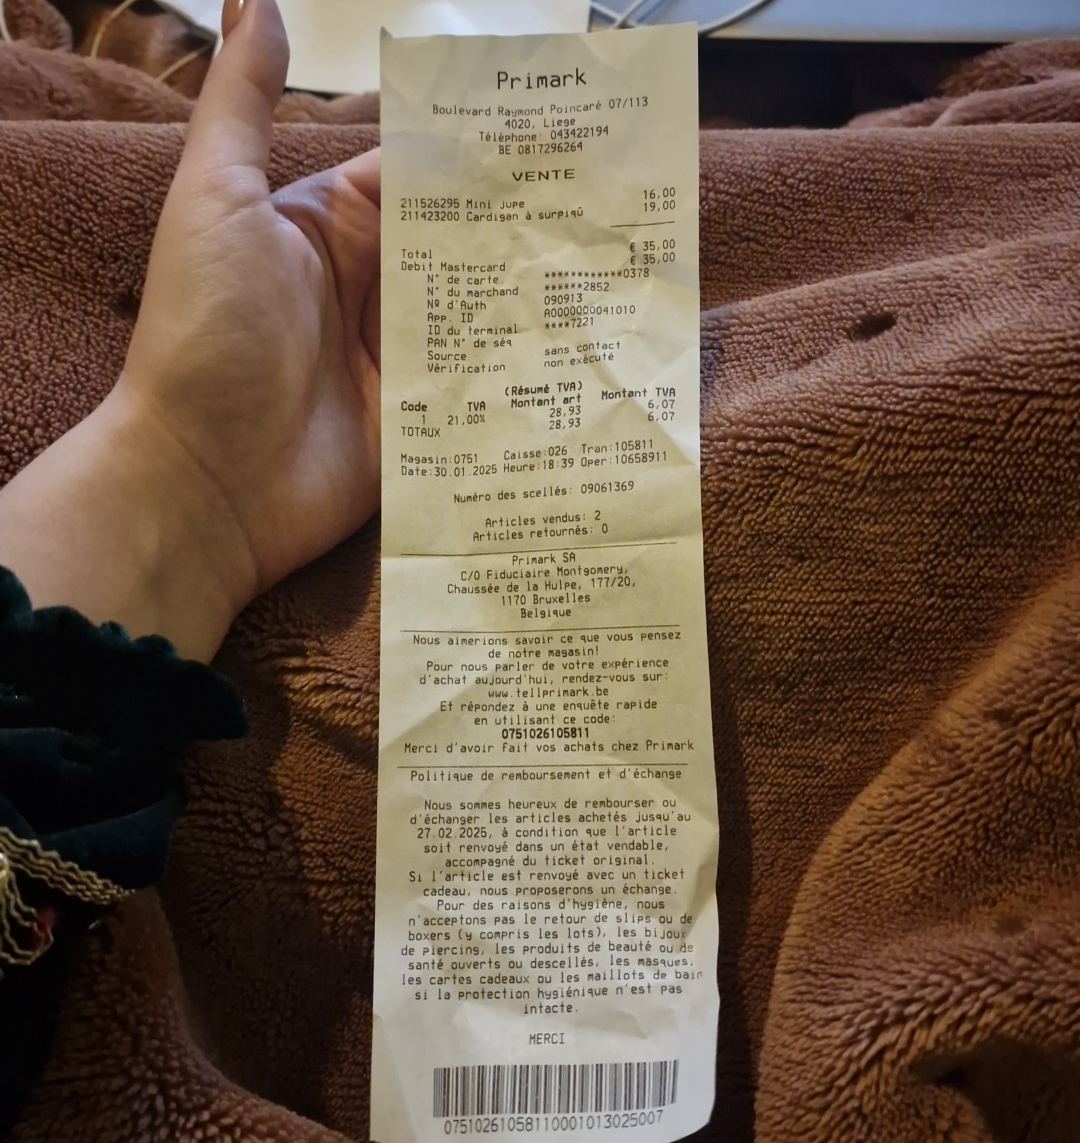 Primark
Boulevard Raymond Poincaré 07/113
4020, Liege
Téléphone: 043422194
BE 0817296264
VENTE
211526295 Mini Jupe 16,00
211423200 Cardigan à surpiqû 19,00
Total € 35,00
Debit Mastercard € 35,00
N° de carte. ************0378
N° du marchand ******2852
Nº d'Auth 090913
App. ID A0000000041010
ID du terminal ****7221
PAN N° de séq
Source sans contact
Vérification non exécuté
(Résumé TVA)
Code TVA Montant art Montant TVA
1 21,00% 28,93 6,07
TOTAUX 28,93 6,07
Magasin:0751 Caisse:026 Tran:105811
Date:30.01.2025 Heure:18:39 Oper:10658911
Numéro des scellés: 09061369
Articles vendus: 2
Articles retournés: 0
Primark SA
C/O Fiduciaire Montgomery,
Chaussée de la Hulpe, 177/20,
1170 Bruxelles
Belgique
Nous aimerions savoir ce que vous pensez
de notre magasin!
Pour nous parler de votre expérience
d'achat aujourd'hui, rendez-vous sur:
www.tellprimark.be
Et répondez à une enquête rapide
en utilisant ce code:
0751026105811
Merci d'avoir fait vos achats chez Primark
Politique de remboursement et d'échange
Nous sommes heureux de rembourser ou
d'échanger les articles achetés jusqu'au
27.02.2025, à condition que l'article
soit renvoyé dans un état vendable,
accompagné du ticket original.
Si l'article est renvoyé avec un ticket
cadeau, nous proposerons un échange.
Pour des raisons d'hygiène, nous
n'acceptons pas le retour de slips ou de
boxers (y compris les lots), les bijoux
de piercing, les produits de beauté ou de
santé ouverts ou descellés, les masques,
les cartes cadeaux ou les maillots de bain
si la protection hygiénique n'est pas
intacte.
MERCI
07510261058110001013025007